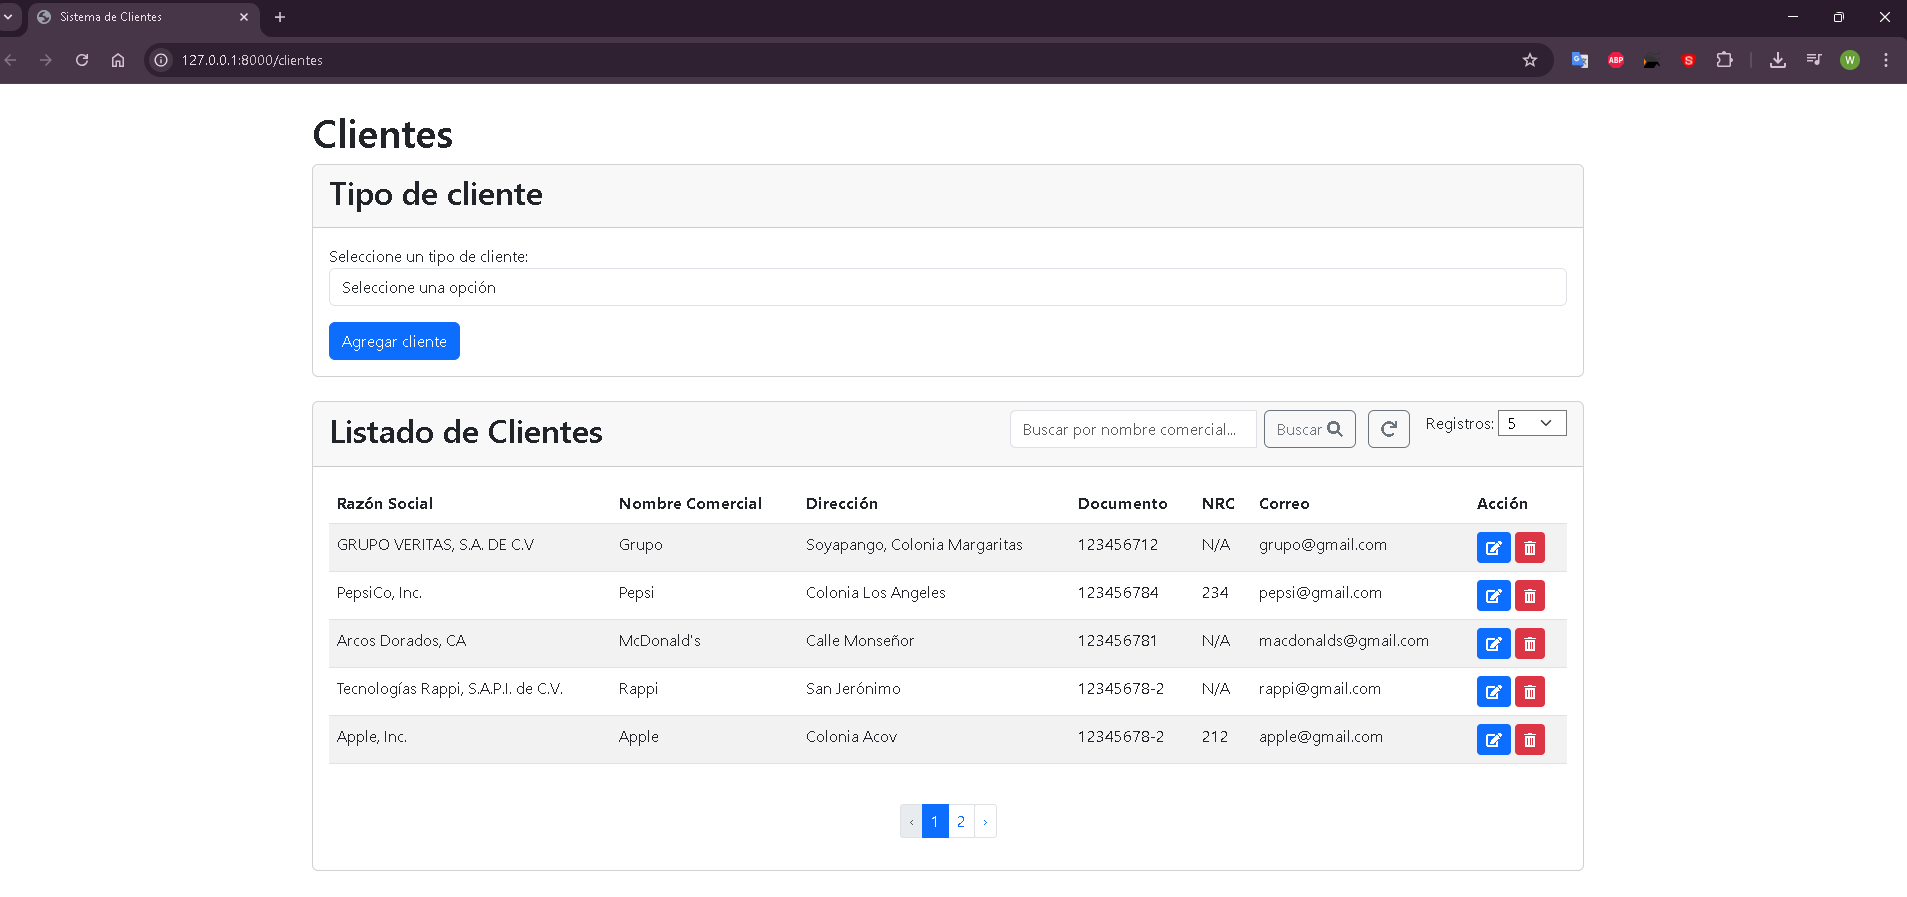 Sistema de Clientes
127.0.0.1:8000/clientes
ABP
S
W
Clientes
Tipo de cliente
Seleccione un tipo de cliente:
Seleccione una opción
Agregar cliente
Listado de Clientes
Buscar por nombre comercial...
Buscar
Registros: 5
Razón Social Nombre Comercial Dirección Documento NRC Correo Acción
GRUPO VERITAS, S.A. DE C.V Grupo Soyapango, Colonia Margaritas 123456712 N/A grupo@gmail.com
PepsiCo, Inc. Pepsi Colonia Los Angeles 123456784 234 pepsi@gmail.com
Arcos Dorados, CA McDonald's Calle Monseñor 123456781 N/A macdonalds@gmail.com
Tecnologías Rappi, S.A.P.I. de C.V. Rappi San Jerónimo 12345678-2 N/A rappi@gmail.com
Apple, Inc. Apple Colonia Acov 12345678-2 212 apple@gmail.com
‹ 1 2 ›